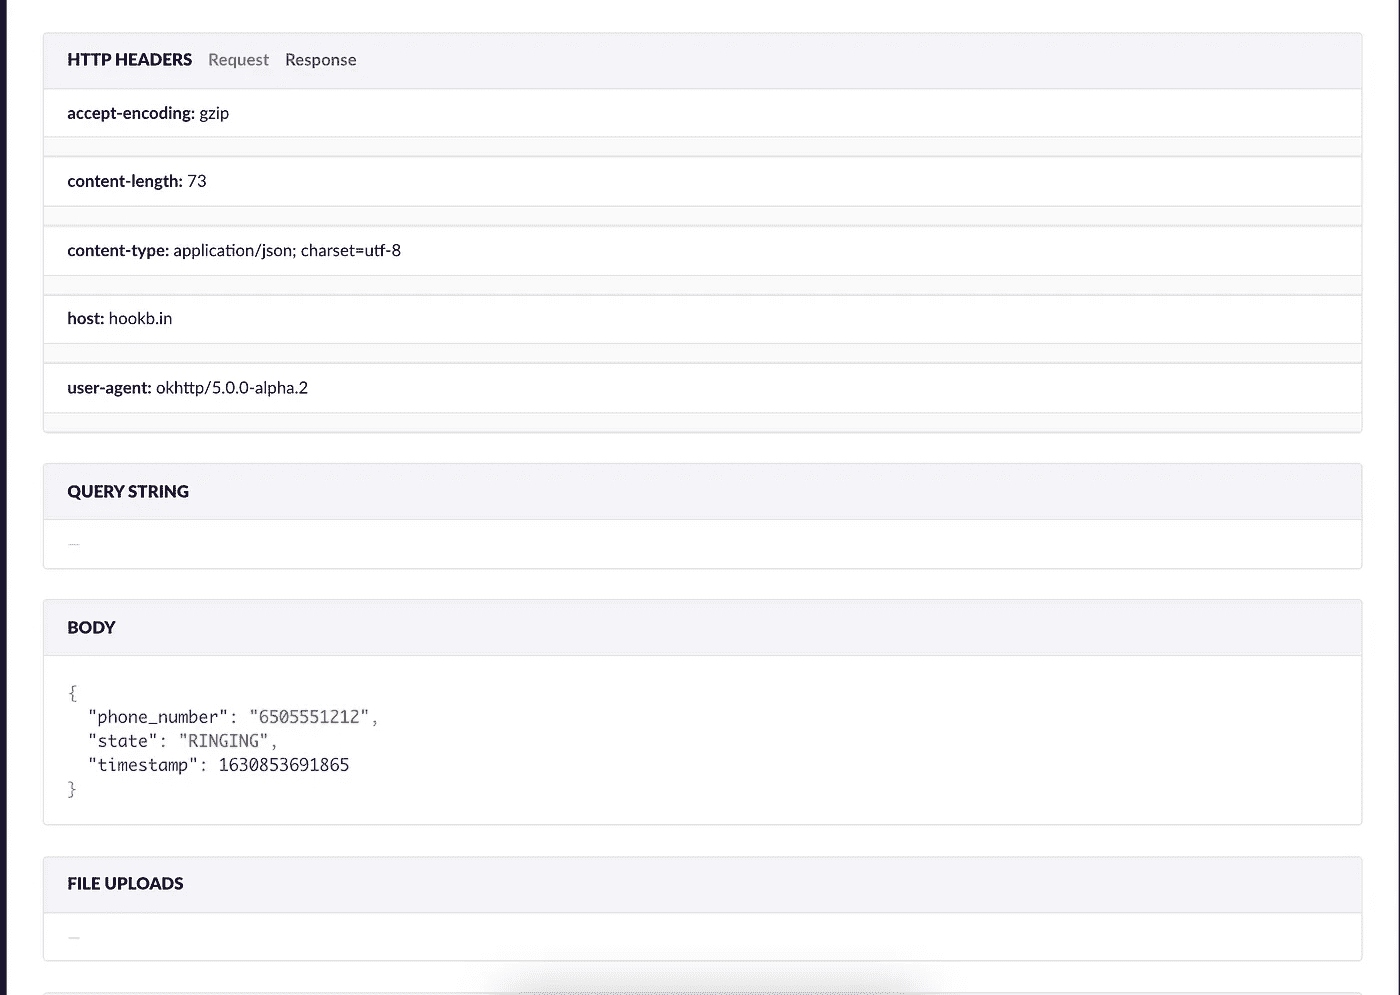 HTTP HEADERS Request Response
accept-encoding: gzip
content-length: 73
content-type: application/json; charset=utf-8
host: hookb.in
user-agent: okhttp/5.0.0-alpha.2
QUERY STRING
—
BODY
{
  "phone_number": "6505551212",
  "state": "RINGING",
  "timestamp": 1630853691865
}
FILE UPLOADS
—